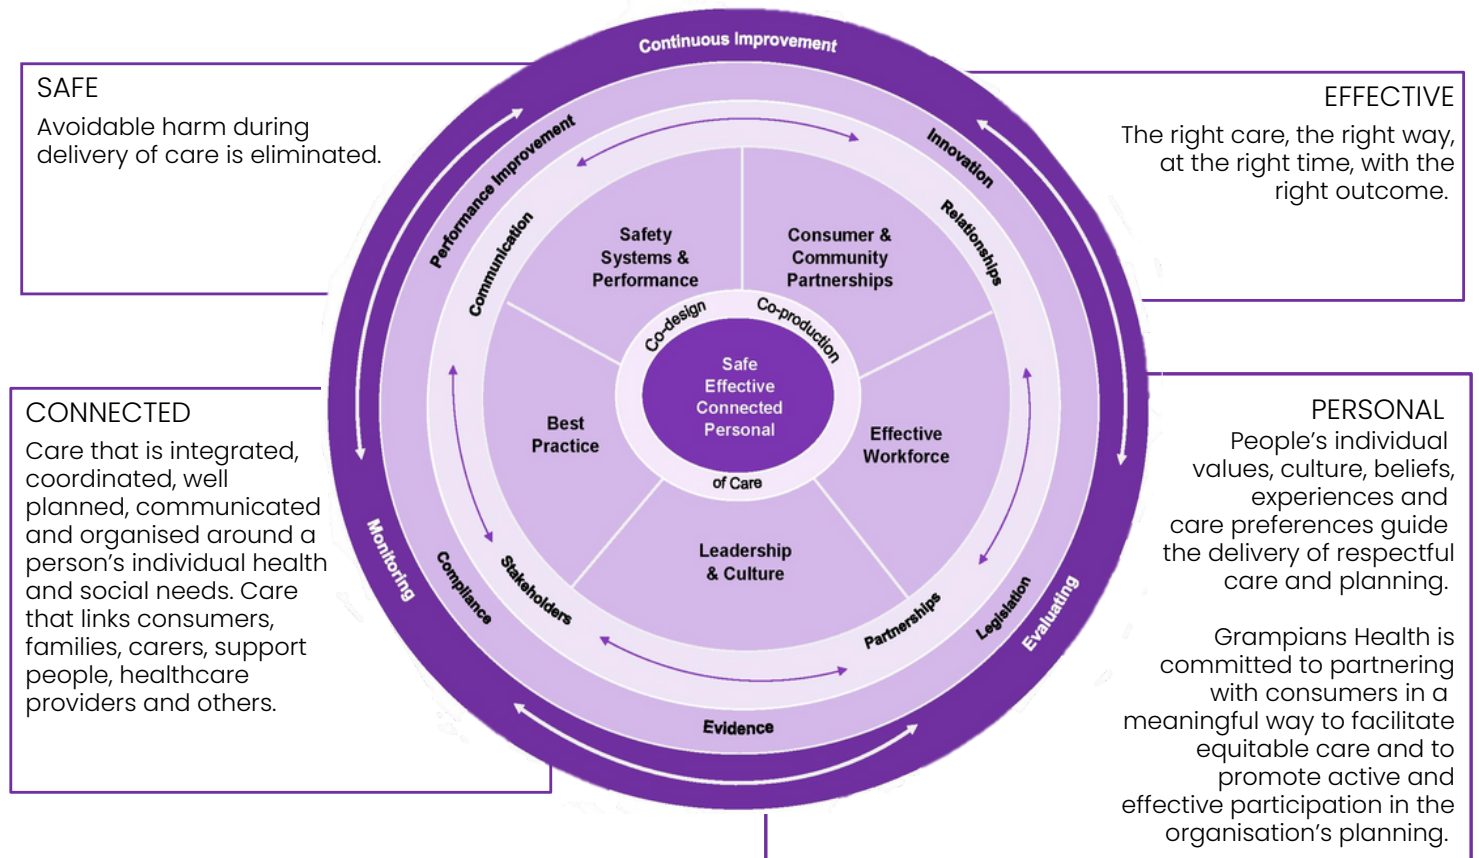 SAFE
Avoidable harm during
delivery of care is eliminated.
EFFECTIVE
The right care, the right way,
at the right time, with the
right outcome.
CONNECTED
Care that is integrated,
coordinated, well
planned, communicated
and organised around a
person’s individual health
and social needs. Care
that links consumers,
families, carers, support
people, healthcare
providers and others.
PERSONAL
People’s individual
values, culture, beliefs,
experiences and
care preferences guide
the delivery of respectful
care and planning.
Grampians Health is
committed to partnering
with consumers in a
meaningful way to facilitate
equitable care and to
promote active and
effective participation in the
organisation’s planning.
Continuous Improvement
Monitoring
Evaluating
Performance Improvement
Innovation
Compliance
Legislation
Evidence
Communication
Relationships
Stakeholders
Partnerships
Safety
Systems &
Performance
Consumer &
Community
Partnerships
Best
Practice
Effective
Workforce
Leadership
& Culture
Co-design
Co-production
of Care
Safe
Effective
Connected
Personal